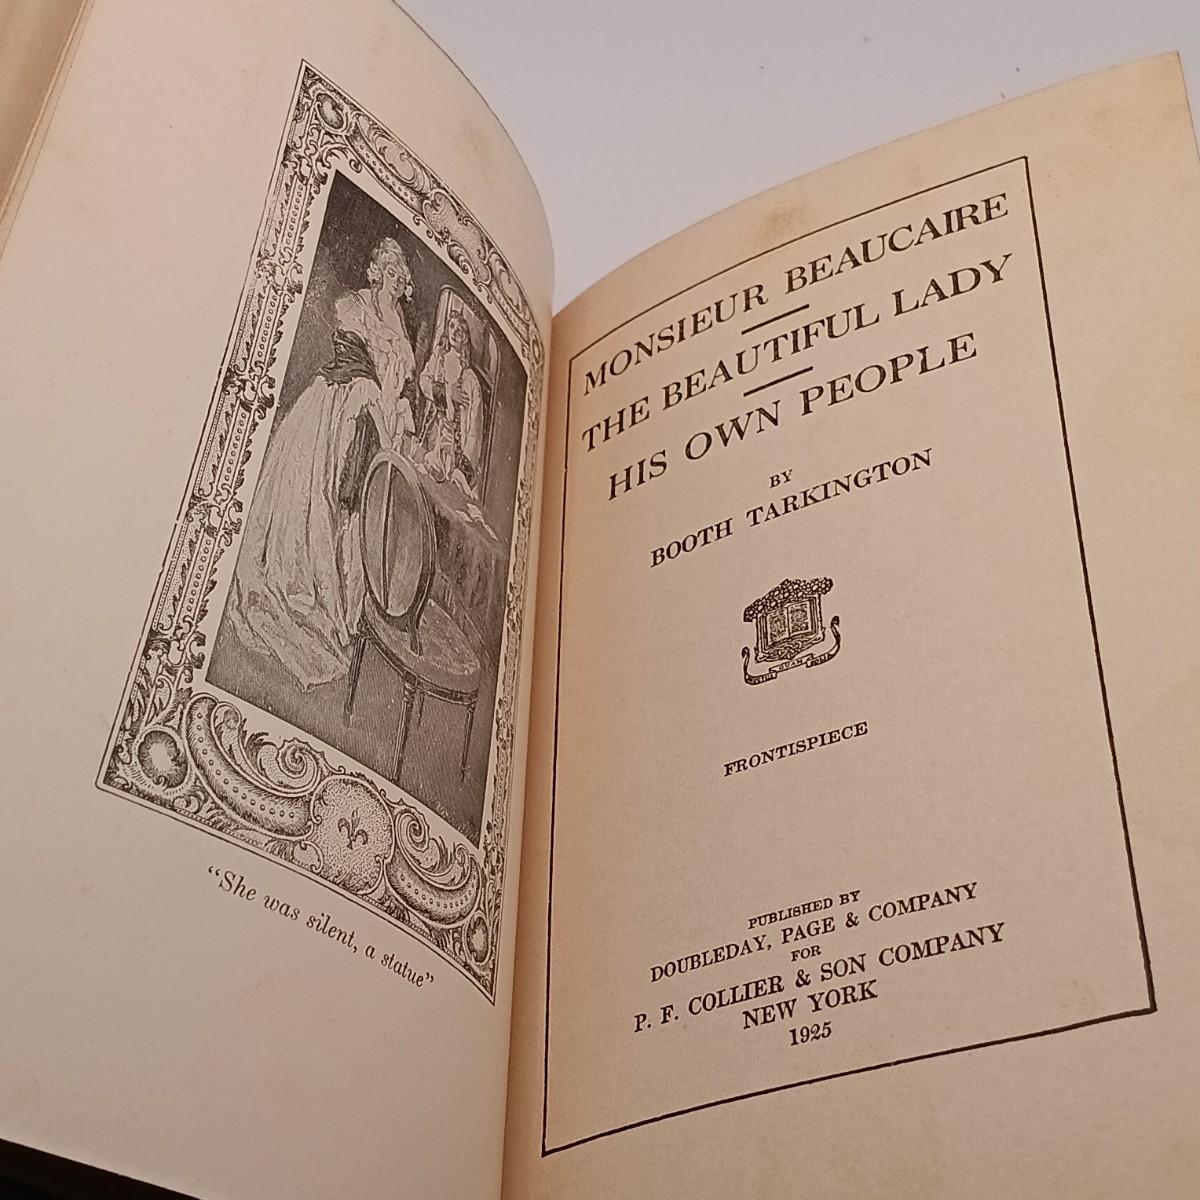 "She was silent, a statue"
MONSIEUR BEAUCAIRE
THE BEAUTIFUL LADY
HIS OWN PEOPLE
BY
BOOTH TARKINGTON
FRONTISPIECE
PUBLISHED BY
DOUBLEDAY, PAGE & COMPANY
FOR
P. F. COLLIER & SON COMPANY
NEW YORK
1925